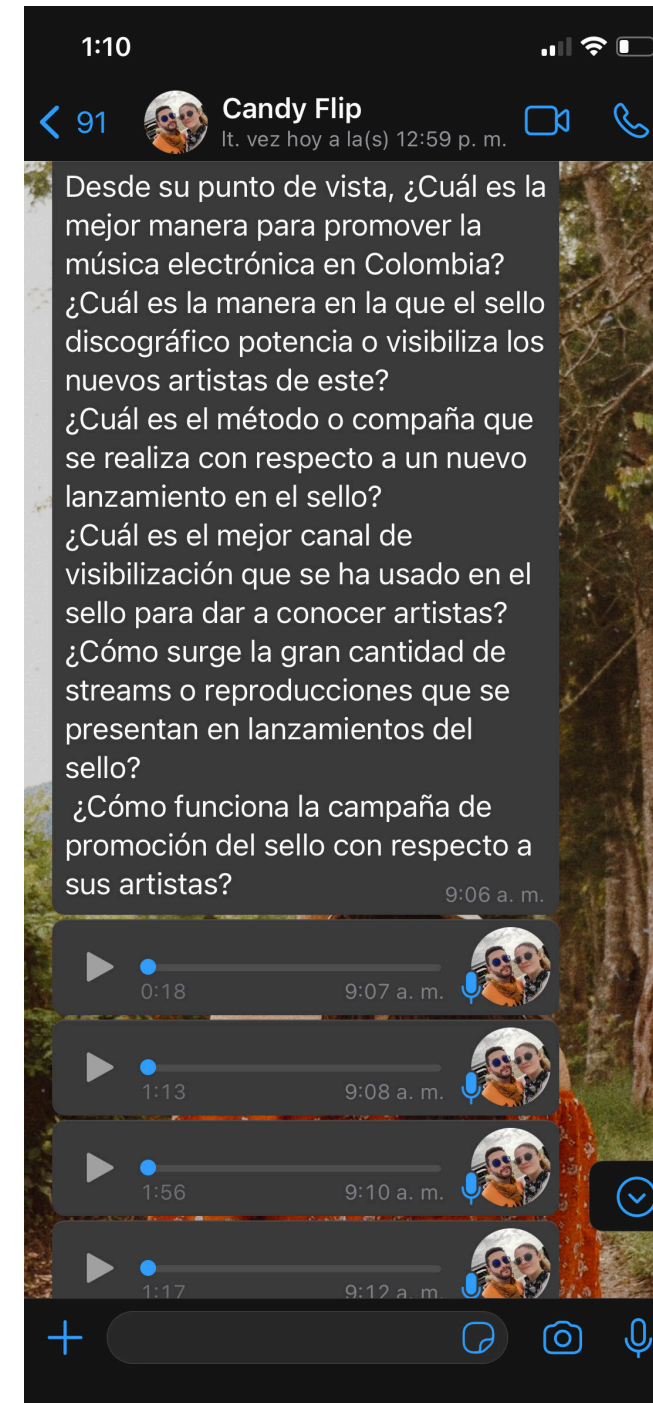 1:10
91
Candy Flip
lt. vez hoy a la(s) 12:59 p. m.
Desde su punto de vista, ¿Cuál es la
mejor manera para promover la
música electrónica en Colombia?
¿Cuál es la manera en la que el sello
discográfico potencia o visibiliza los
nuevos artistas de este?
¿Cuál es el método o compaña que
se realiza con respecto a un nuevo
lanzamiento en el sello?
¿Cuál es el mejor canal de
visibilización que se ha usado en el
sello para dar a conocer artistas?
¿Cómo surge la gran cantidad de
streams o reproducciones que se
presentan en lanzamientos del
sello?
¿Cómo funciona la campaña de
promoción del sello con respecto a
sus artistas?
9:06 a. m.
0:18 9:07 a. m.
1:13 9:08 a. m.
1:56 9:10 a. m.
1:17 9:12 a. m.